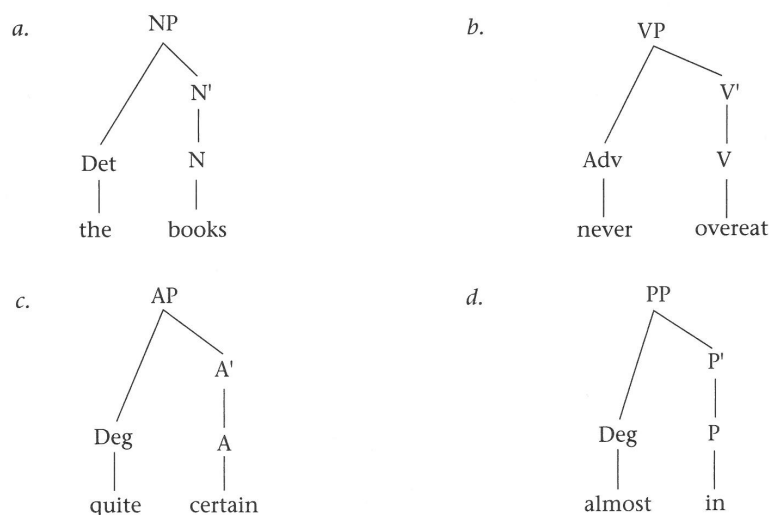 a. NP b. VP
N' V'
Det N Adv V
the books never overeat
c. AP d. PP
A' P'
Deg A Deg P
quite certain almost in